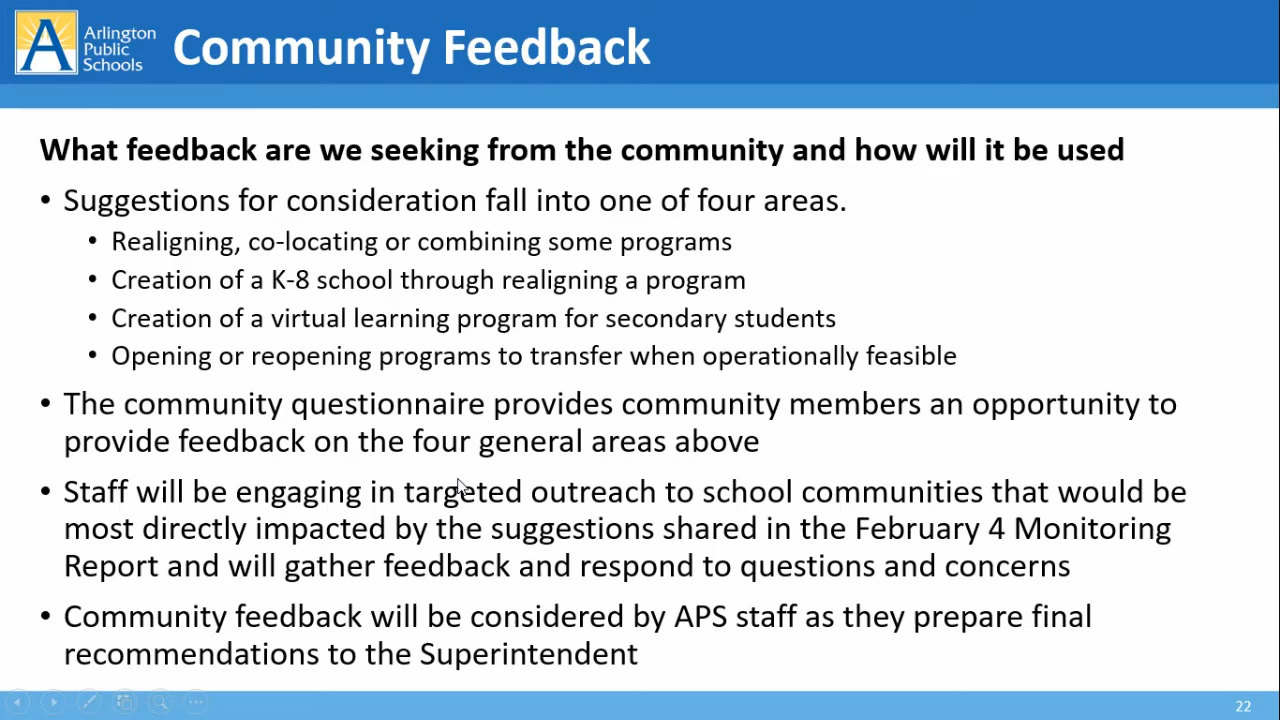 A
Arlington
Public
Schools
Community Feedback
What feedback are we seeking from the community and how will it be used
• Suggestions for consideration fall into one of four areas.
• Realigning, co-locating or combining some programs
• Creation of a K-8 school through realigning a program
• Creation of a virtual learning program for secondary students
• Opening or reopening programs to transfer when operationally feasible
• The community questionnaire provides community members an opportunity to
provide feedback on the four general areas above
• Staff will be engaging in targeted outreach to school communities that would be
most directly impacted by the suggestions shared in the February 4 Monitoring
Report and will gather feedback and respond to questions and concerns
• Community feedback will be considered by APS staff as they prepare final
recommendations to the Superintendent
22